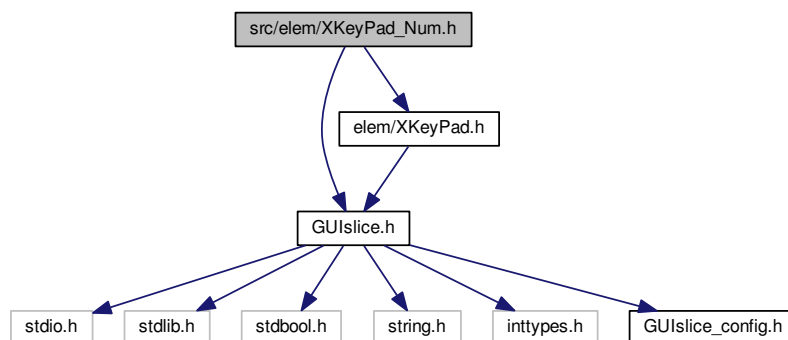 src/elem/XKeyPad_Num.h
elem/XKeyPad.h
GUIslice.h
stdio.h
stdlib.h
stdbool.h
string.h
inttypes.h
GUIslice_config.h